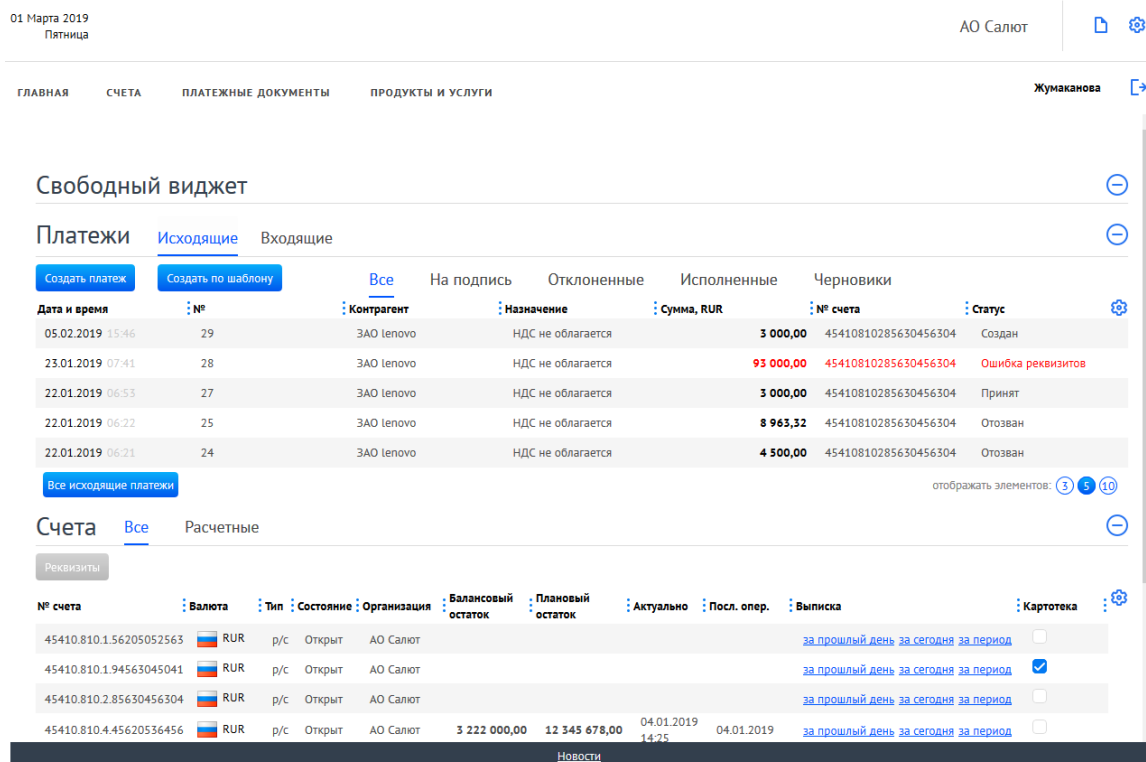 01 Марта 2019
Пятница
АО Салют
ГЛАВНАЯ СЧЕТА ПЛАТЕЖНЫЕ ДОКУМЕНТЫ ПРОДУКТЫ И УСЛУГИ
Жумаканова
Свободный виджет
Платежи Исходящие Входящие
Создать платеж Создать по шаблону Все На подпись Отклоненные Исполненные Черновики
Дата и время № Контрагент Назначение Сумма, RUR № счета Статус
05.02.2019 15:46 29 ЗАО lenovo НДС не облагается 3 000,00 45410810285630456304 Создан
23.01.2019 07:41 28 ЗАО lenovo НДС не облагается 93 000,00 45410810285630456304 Ошибка реквизитов
22.01.2019 06:53 27 ЗАО lenovo НДС не облагается 3 000,00 45410810285630456304 Принят
22.01.2019 06:22 25 ЗАО lenovo НДС не облагается 8 963,32 45410810285630456304 Отозван
22.01.2019 06:21 24 ЗАО lenovo НДС не облагается 4 500,00 45410810285630456304 Отозван
Все исходящие платежи отображать элементов: 3 5 10
Счета Все Расчетные
Реквизиты
№ счета Валюта Тип Состояние Организация Балансовый остаток Плановый остаток Актуально Посл. опер. Выписка Картотека
45410.810.1.56205052563 RUR р/с Открыт АО Салют за прошлый день за сегодня за период
45410.810.1.94563045041 RUR р/с Открыт АО Салют за прошлый день за сегодня за период
45410.810.2.85630456304 RUR р/с Открыт АО Салют за прошлый день за сегодня за период
45410.810.4.45620536456 RUR р/с Открыт АО Салют 3 222 000,00 12 345 678,00 04.01.2019 14:25 04.01.2019 за прошлый день за сегодня за период
Новости